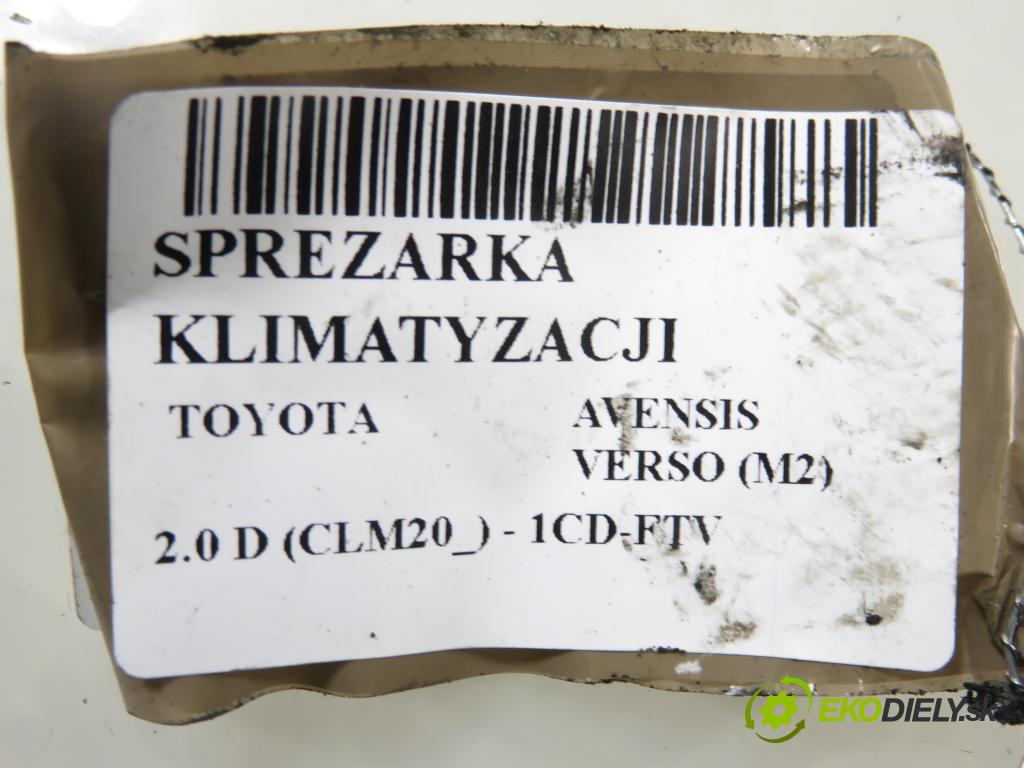 SPREZARKA
KLIMATYZACJI
TOYOTA AVENSIS
VERSO (M2)
2.0 D (CLM20_) - 1CD-FTV
EKODIELY.sk